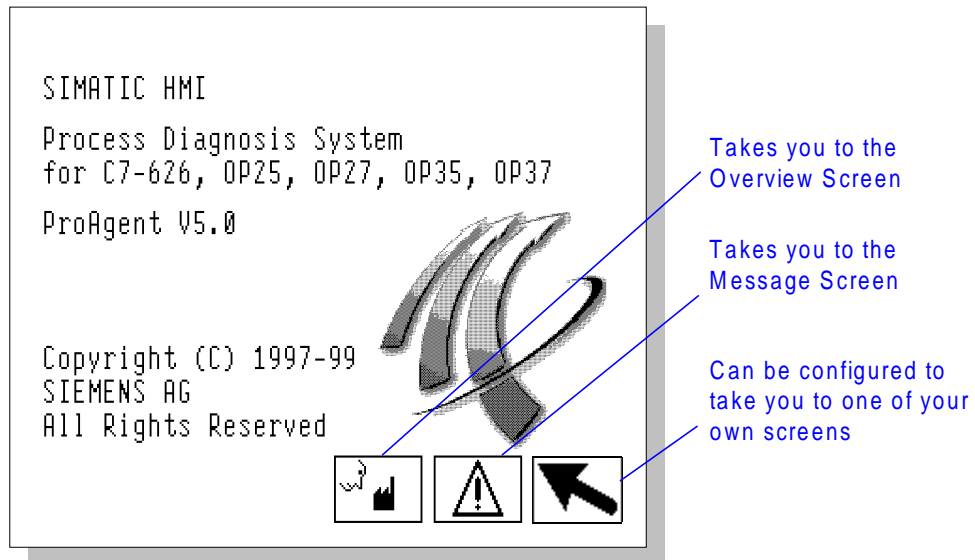 SIMATIC HMI
Process Diagnosis System
for C7-626, OP25, OP27, OP35, OP37
ProAgent V5.0
Copyright (C) 1997-99
SIEMENS AG
All Rights Reserved
Takes you to the
Overview Screen
Takes you to the
Message Screen
Can be configured to
take you to one of your
own screens